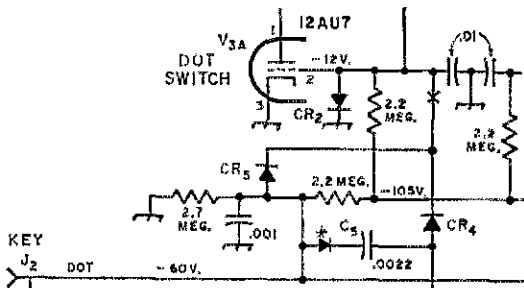 1
12AU7
V3A
.01
DOT
SWITCH
-12V.
2
3
CR2
2.2
MEG.
2.2
MEG.
CR5
2.2 MEG.
-105V.
2.7
MEG.
.001
*
C5
CR4
.0022
KEY
J2
DOT
-60V.